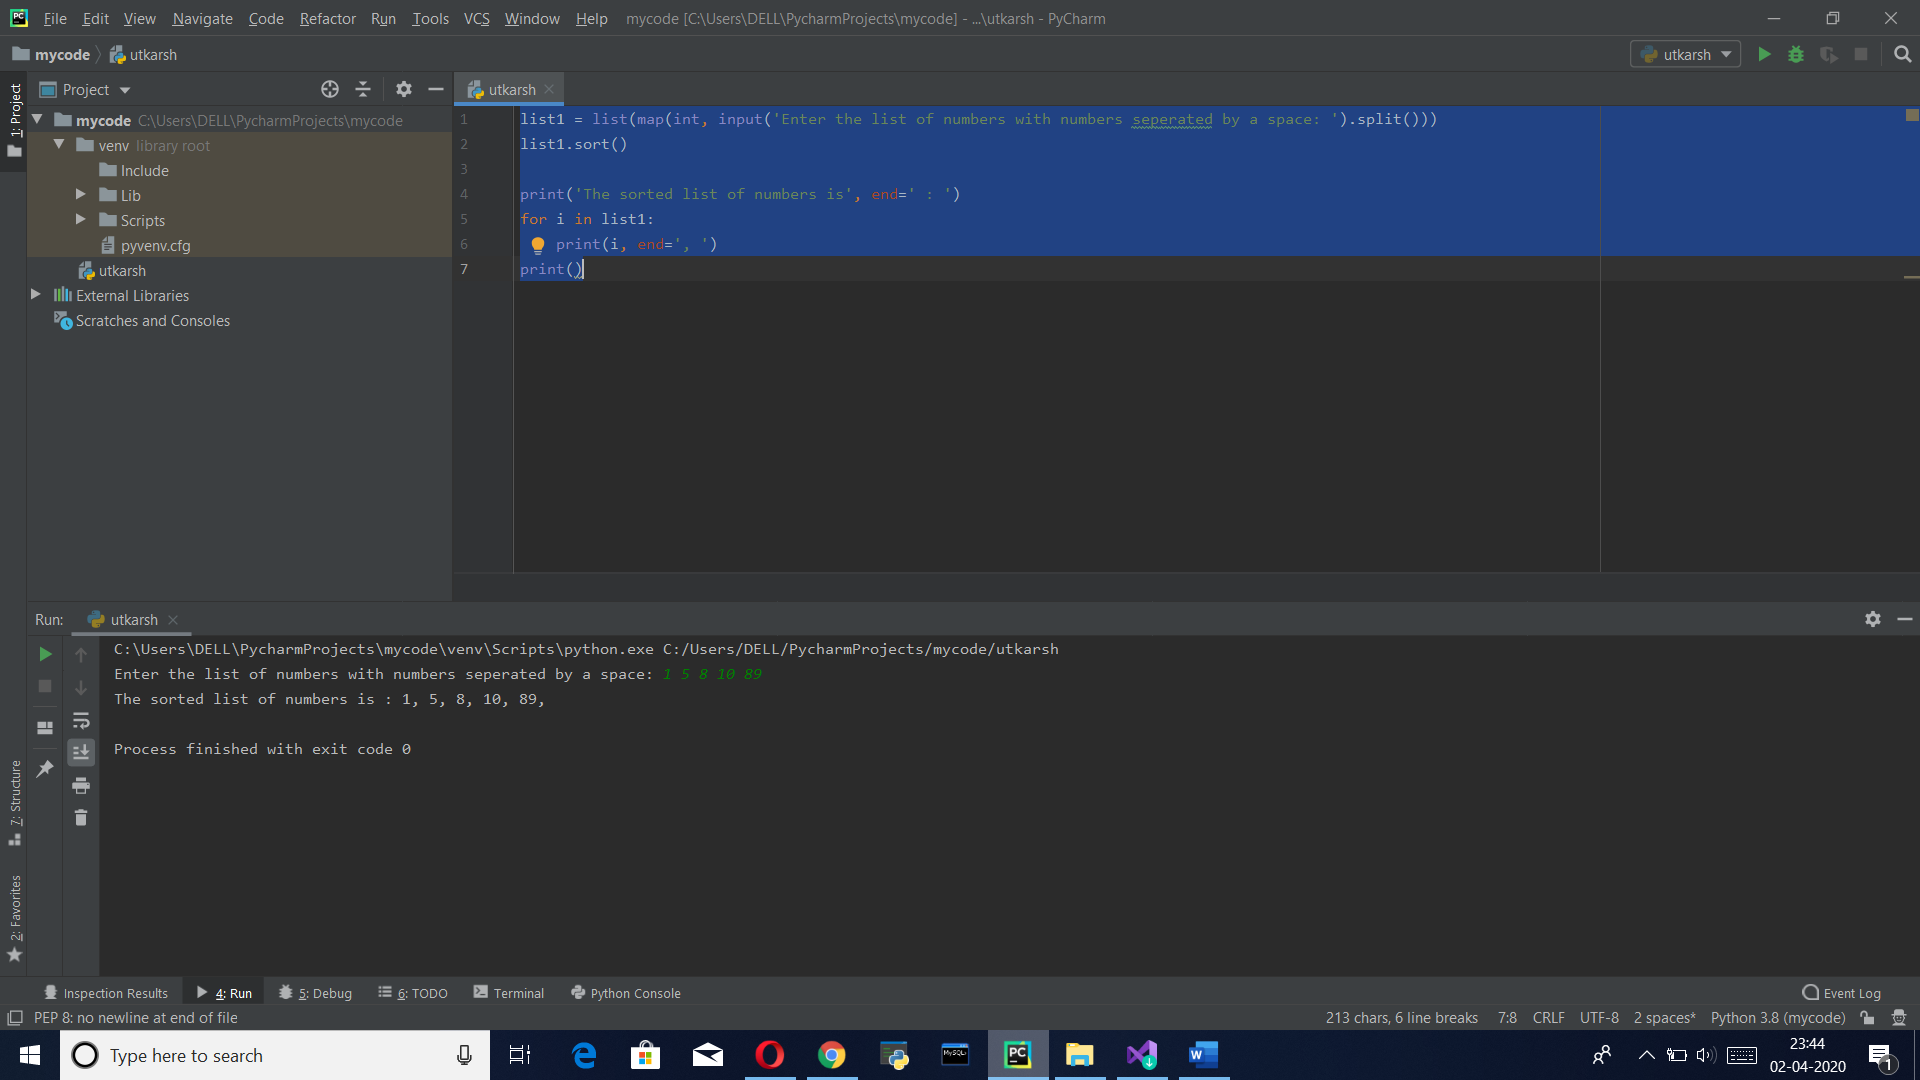 File Edit View Navigate Code Refactor Run Tools VCS Window Help mycode [C:\Users\DELL\PycharmProjects\mycode] - ...\utkarsh - PyCharm
mycode utkarsh
utkarsh
1: Project
Project
utkarsh
mycode C:\Users\DELL\PycharmProjects\mycode
venv library root
Include
Lib
Scripts
pyvenv.cfg
utkarsh
External Libraries
Scratches and Consoles
1 list1 = list(map(int, input('Enter the list of numbers with numbers seperated by a space: ').split()))
2 list1.sort()
3
4 print('The sorted list of numbers is', end=' : ')
5 for i in list1:
6 print(i, end=', ')
7 print()
Run: utkarsh
C:\Users\DELL\PycharmProjects\mycode\venv\Scripts\python.exe C:/Users/DELL/PycharmProjects/mycode/utkarsh
Enter the list of numbers with numbers seperated by a space: 1 5 8 10 89
The sorted list of numbers is : 1, 5, 8, 10, 89,
Process finished with exit code 0
7: Structure
2: Favorites
Inspection Results 4: Run 5: Debug 6: TODO Terminal Python Console Event Log
PEP 8: no newline at end of file 213 chars, 6 line breaks 7:8 CRLF UTF-8 2 spaces* Python 3.8 (mycode)
Type here to search
23:44
02-04-2020
1